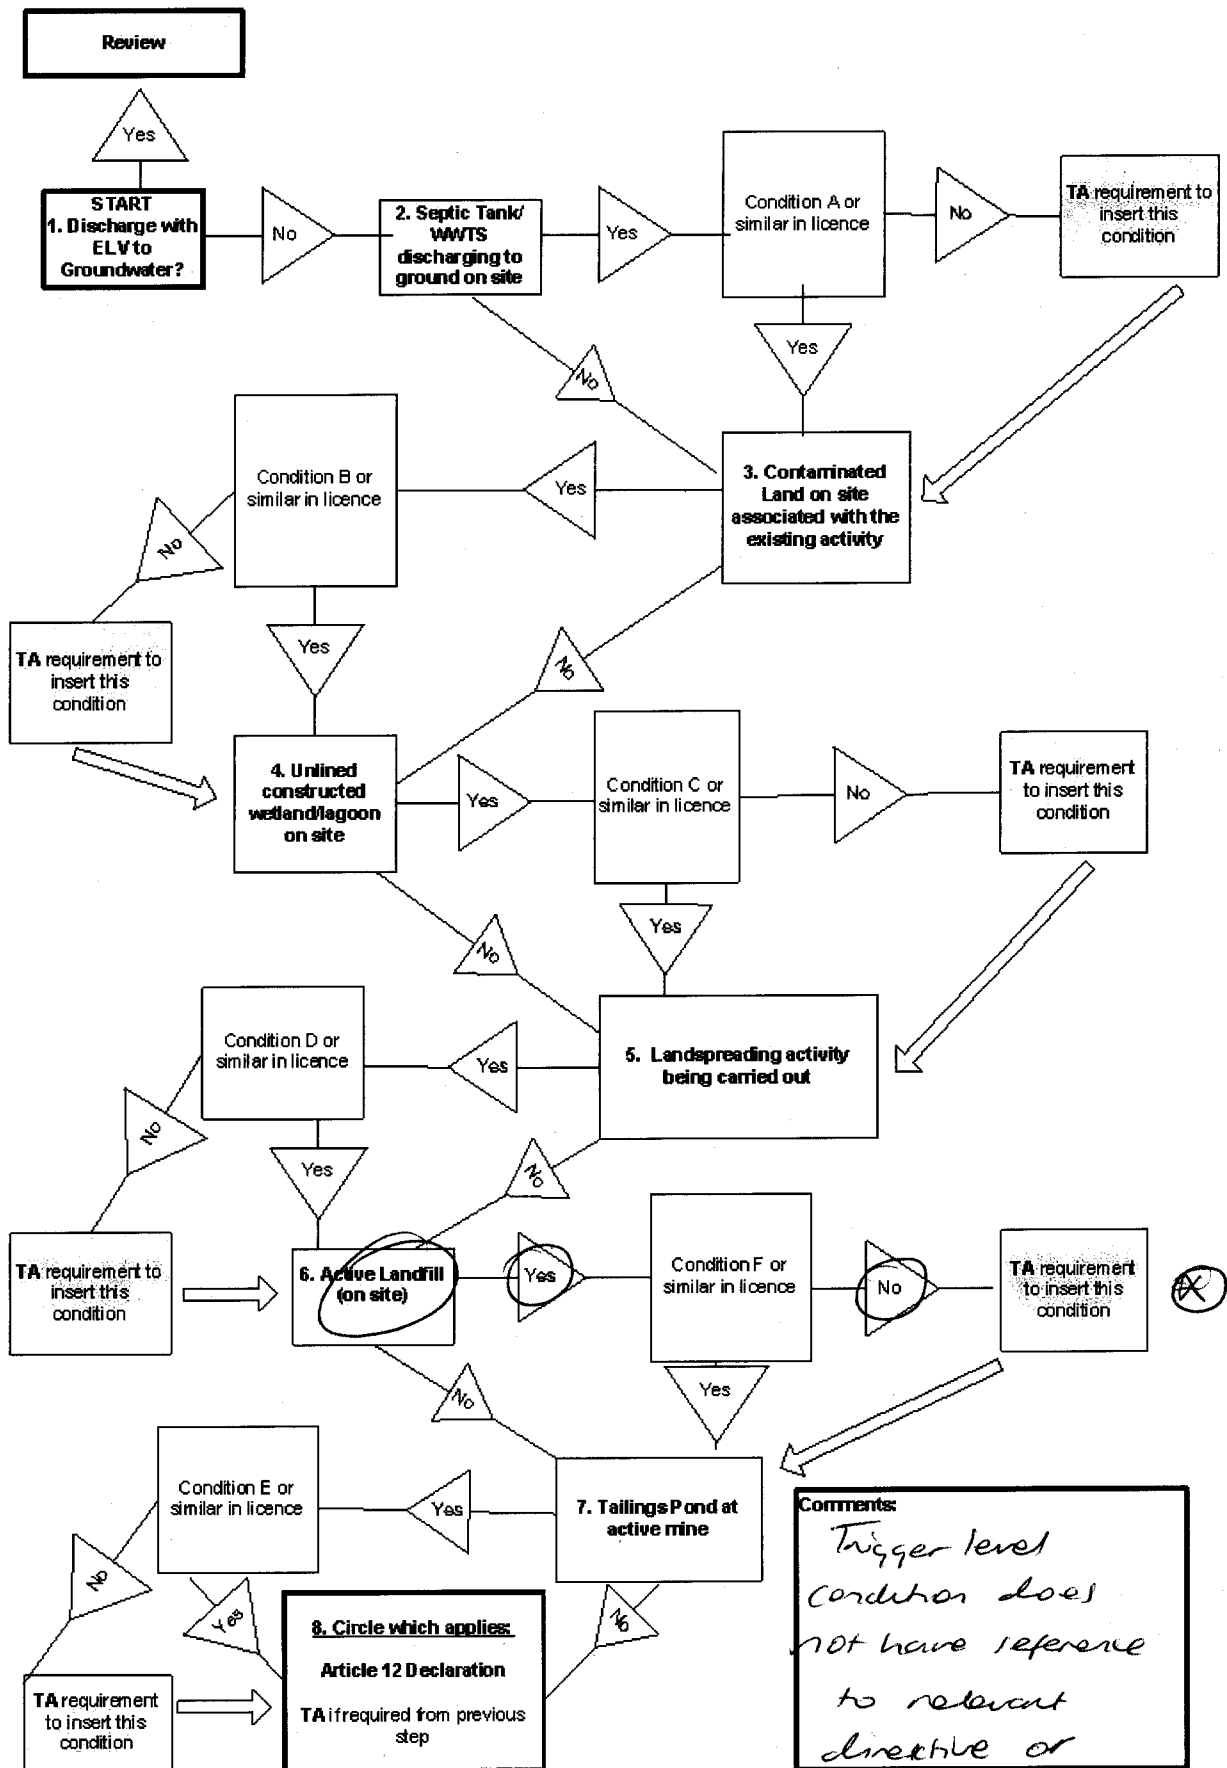 Review
Yes
START
1. Discharge with
ELV to
Groundwater?
No
2. Septic Tank/
WWTS
discharging to
ground on site
Yes
Condition A or
similar in licence
No
TA requirement to
insert this
condition
Yes
No
3. Contaminated
Land on site
associated with the
existing activity
Yes
Condition B or
similar in licence
No
TA requirement to
insert this
condition
Yes
No
4. Unlined
constructed
wetland/lagoon
on site
Yes
Condition C or
similar in licence
No
TA requirement
to insert this
condition
Yes
No
5. Landspreading activity
being carried out
Yes
Condition D or
similar in licence
No
TA requirement to
insert this
condition
Yes
No
6. Active Landfill
(on site)
Yes
Condition F or
similar in licence
No
TA requirement
to insert this
condition
Yes
No
7. Tailings Pond at
active mine
Yes
Condition E or
similar in licence
No
TA requirement
to insert this
condition
Yes
No
8. Circle which applies:
Article 12 Declaration
TA if required from previous
step
Comments:
Trigger level
condition does
not have reference
to relevant
directive or